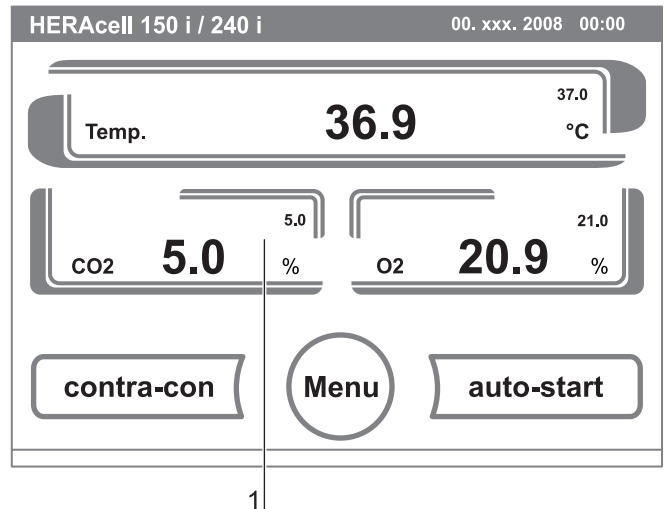 HERAcell 150 i / 240 i 00. xxx. 2008 00:00
37.0
Temp. 36.9 °C
5.0
CO2 5.0 %
21.0
O2 20.9 %
contra-con Menu auto-start
1